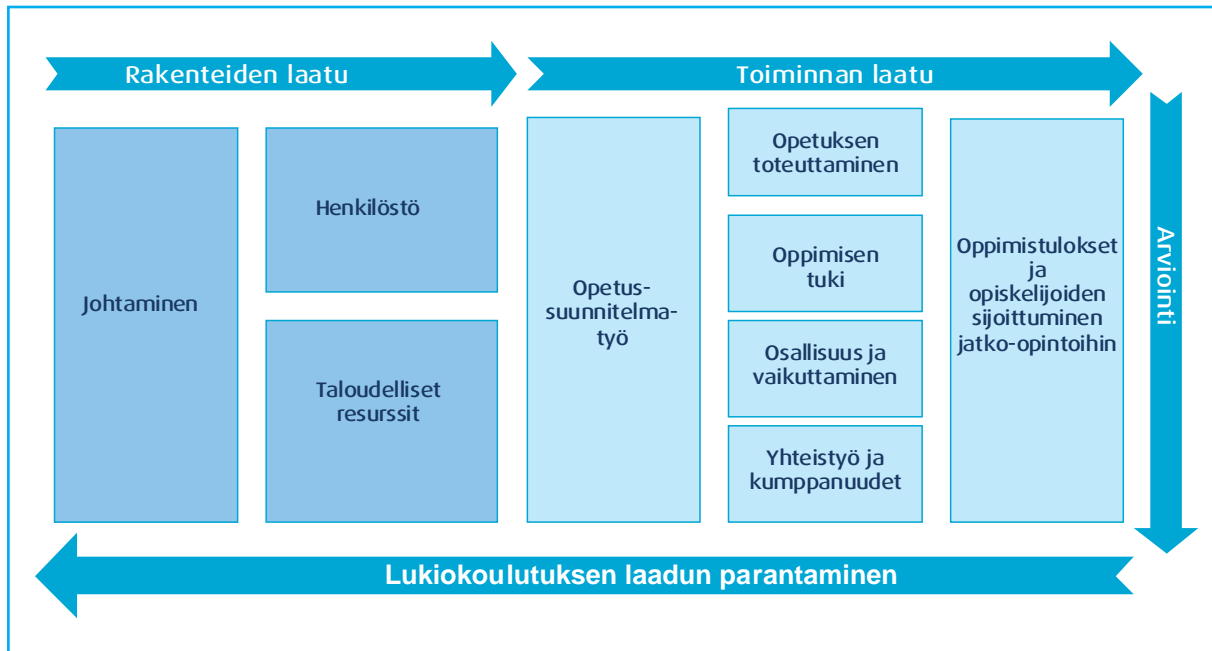 Rakenteiden laatu
Toiminnan laatu
Johtaminen
Henkilöstö
Taloudelliset
resurssit
Opetus-
suunnitelma-
työ
Opetuksen
toteuttaminen
Oppimisen
tuki
Osallisuus ja
vaikuttaminen
Yhteistyö ja
kumppanuudet
Oppimistulokset
ja
opiskelijoiden
sijoittuminen
jatko-opintoihin
Arviointi
Lukiokoulutuksen laadun parantaminen